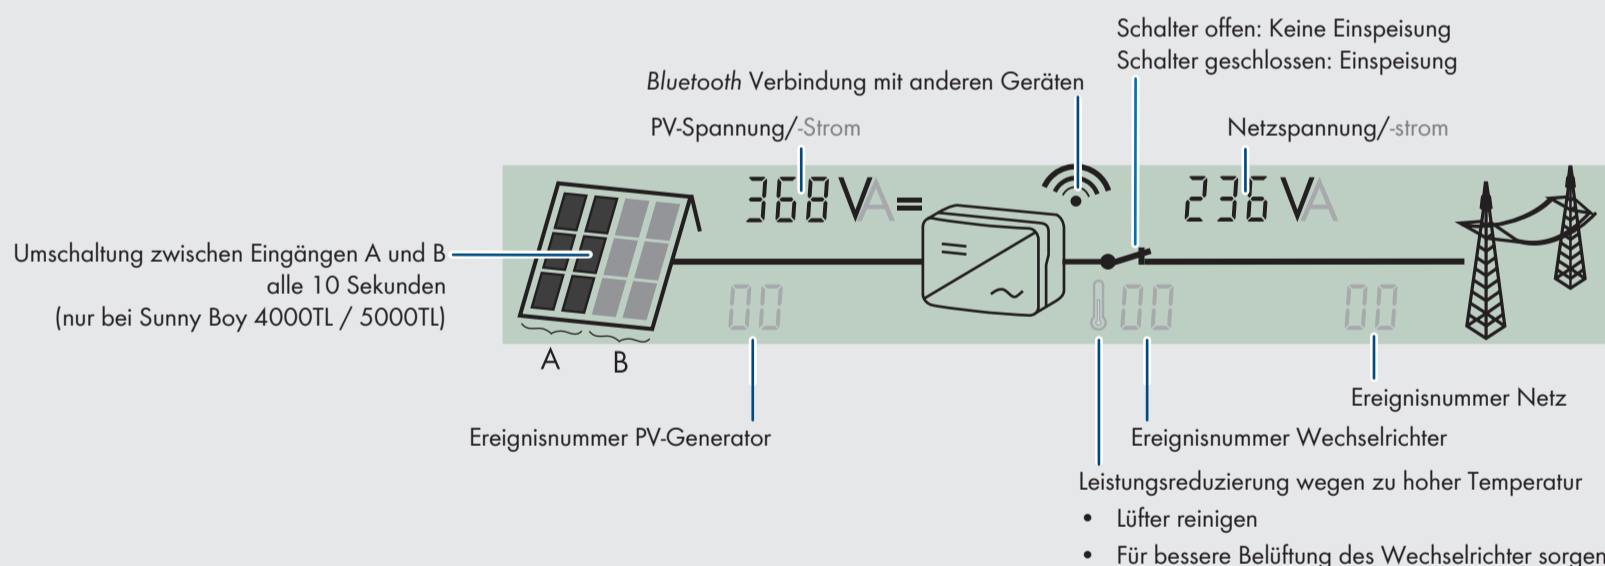 Schalter offen: Keine Einspeisung
Schalter geschlossen: Einspeisung
Bluetooth Verbindung mit anderen Geräten
PV-Spannung/-Strom
Netzspannung/-strom
368 VA=
236 VA
Umschaltung zwischen Eingängen A und B
alle 10 Sekunden
(nur bei Sunny Boy 4000TL / 5000TL)
00
00
00
A
B
Ereignisnummer Netz
Ereignisnummer PV-Generator
Ereignisnummer Wechselrichter
Leistungsreduzierung wegen zu hoher Temperatur
• Lüfter reinigen
• Für bessere Belüftung des Wechselrichter sorgen